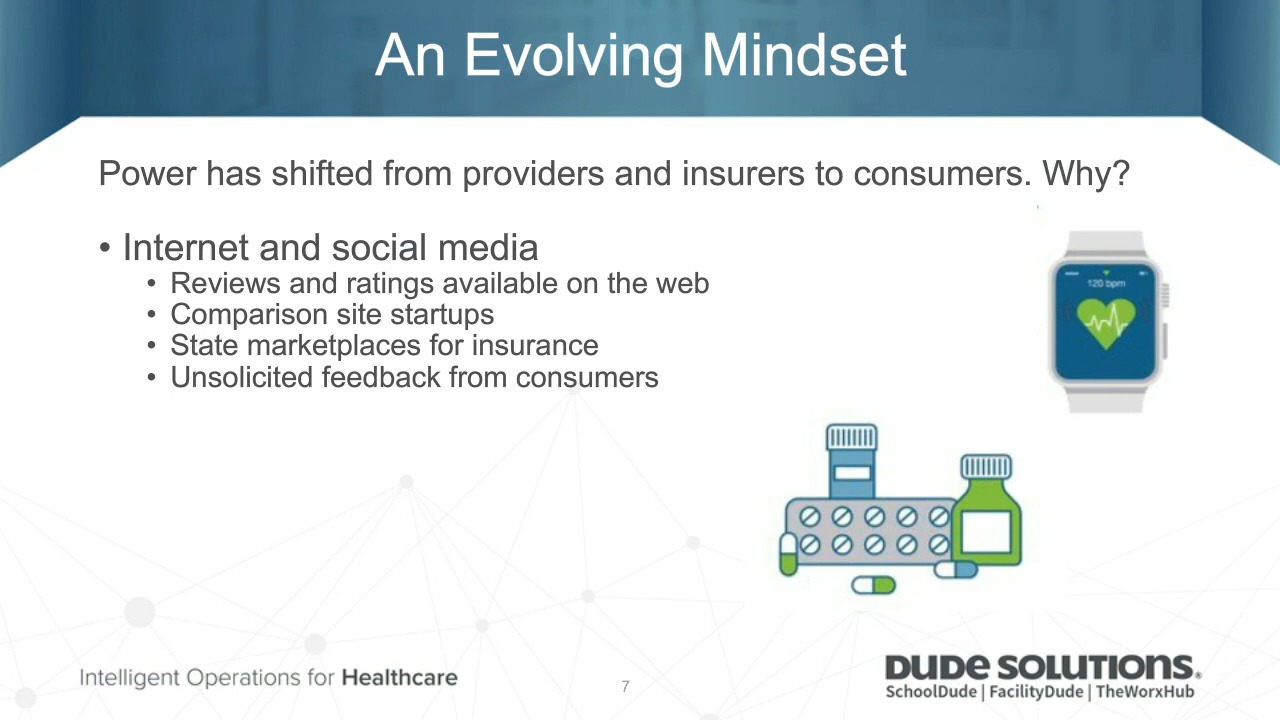 An Evolving Mindset
Power has shifted from providers and insurers to consumers. Why?
• Internet and social media
• Reviews and ratings available on the web
• Comparison site startups
• State marketplaces for insurance
• Unsolicited feedback from consumers
120 bpm
Intelligent Operations for Healthcare
7
DUDE SOLUTIONS®
SchoolDude | FacilityDude | TheWorxHub